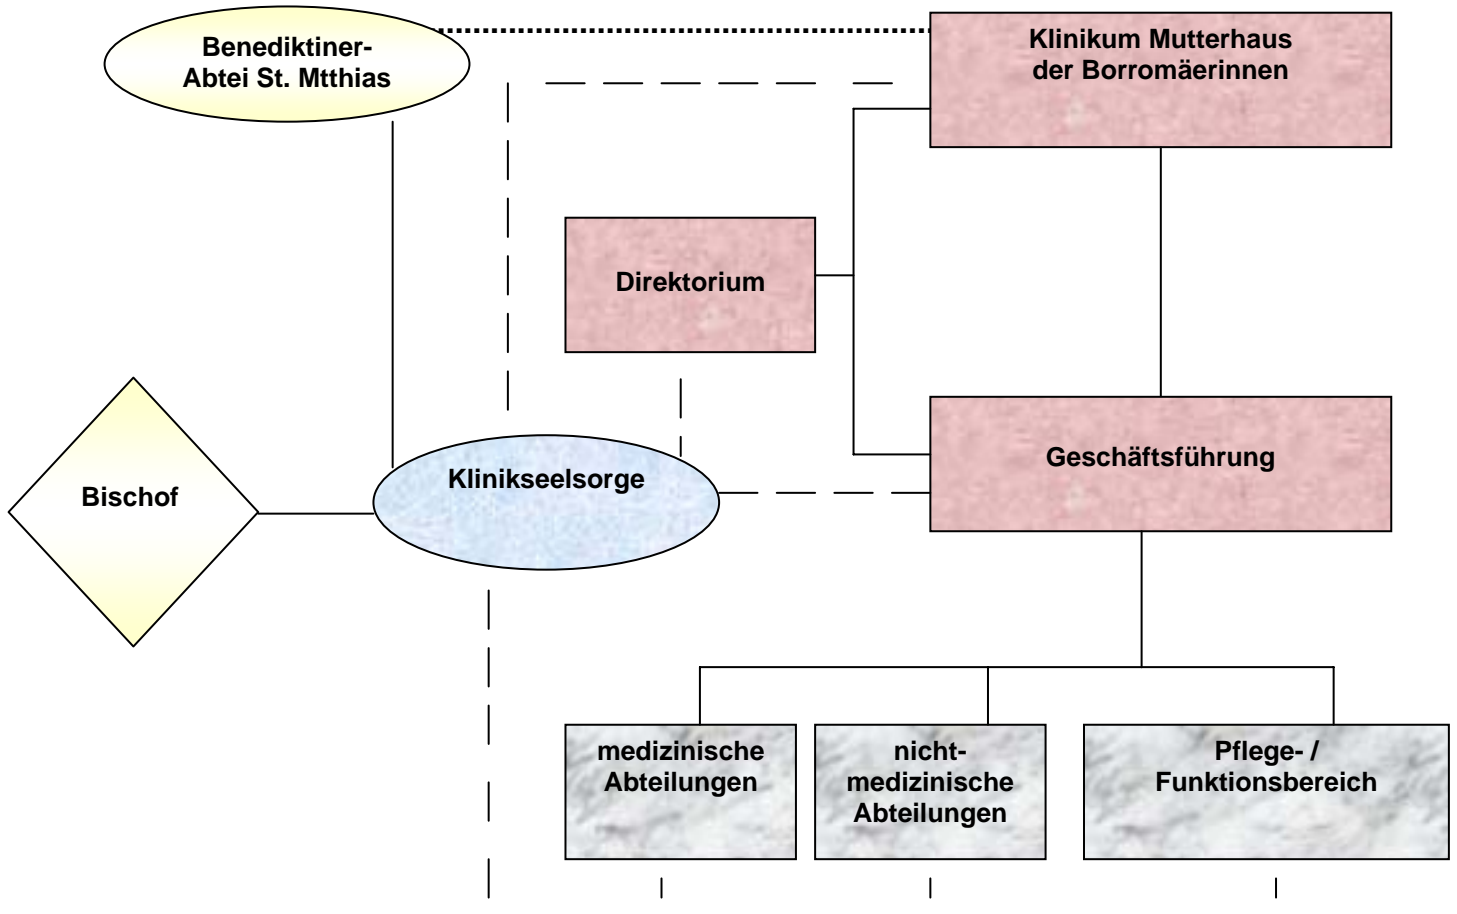 Benediktiner-
Abtei St. Mtthias
Klinikum Mutterhaus
der Borromäerinnen
Direktorium
Geschäftsführung
Klinikseelsorge
Bischof
medizinische
Abteilungen
nicht-
medizinische
Abteilungen
Pflege- /
Funktionsbereich